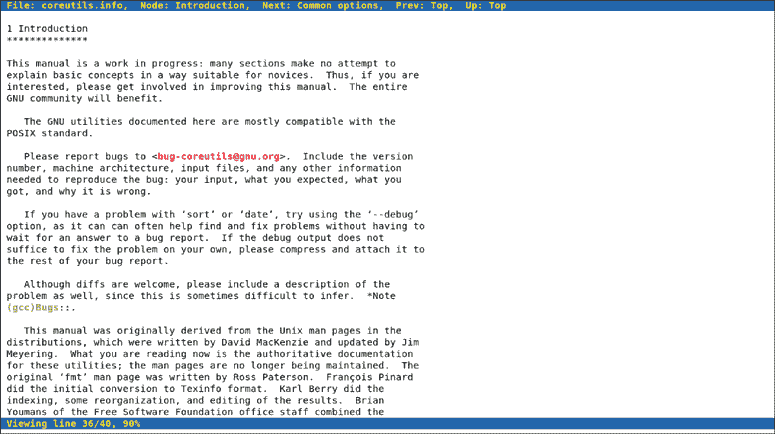 File: coreutils.info,  Node: Introduction,  Next: Common options,  Prev: Top,  Up: Top
1 Introduction
**************
This manual is a work in progress: many sections make no attempt to
explain basic concepts in a way suitable for novices.  Thus, if you are
interested, please get involved in improving this manual.  The entire
GNU community will benefit.
The GNU utilities documented here are mostly compatible with the
POSIX standard.
Please report bugs to <bug-coreutils@gnu.org>.  Include the version
number, machine architecture, input files, and any other information
needed to reproduce the bug: your input, what you expected, what you
got, and why it is wrong.
If you have a problem with ‘sort’ or ‘date’, try using the ‘--debug’
option, as it can can often help find and fix problems without having to
wait for an answer to a bug report.  If the debug output does not
suffice to fix the problem on your own, please compress and attach it to
the rest of your bug report.
Although diffs are welcome, please include a description of the
problem as well, since this is sometimes difficult to infer.  *Note
(gcc)Bugs::.
This manual was originally derived from the Unix man pages in the
distributions, which were written by David MacKenzie and updated by Jim
Meyering.  What you are reading now is the authoritative documentation
for these utilities; the man pages are no longer being maintained.  The
original ‘fmt’ man page was written by Ross Paterson.  François Pinard
did the initial conversion to Texinfo format.  Karl Berry did the
indexing, some reorganization, and editing of the results.  Brian
Youmans of the Free Software Foundation office staff combined the
Viewing line 36/40, 90%